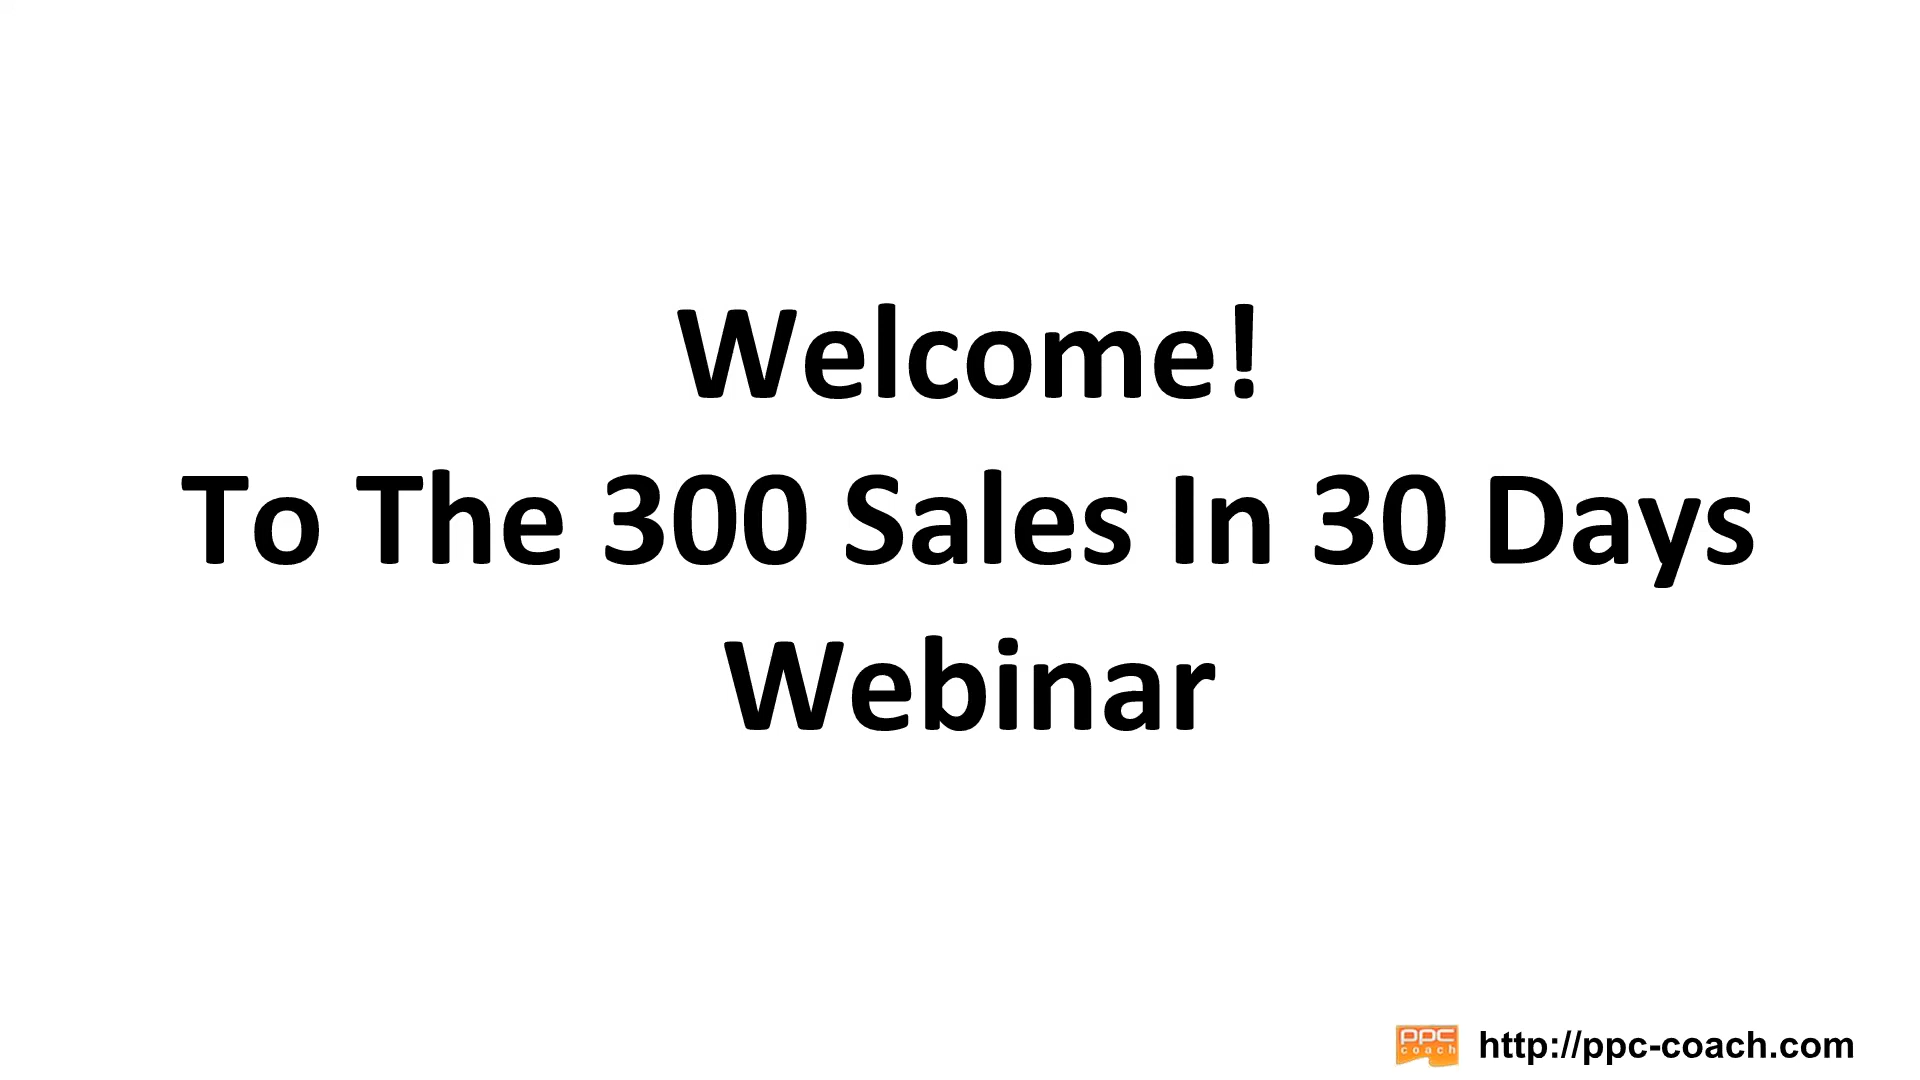 Welcome!
To The 300 Sales In 30 Days
Webinar
ppc
coach
http://ppc-coach.com